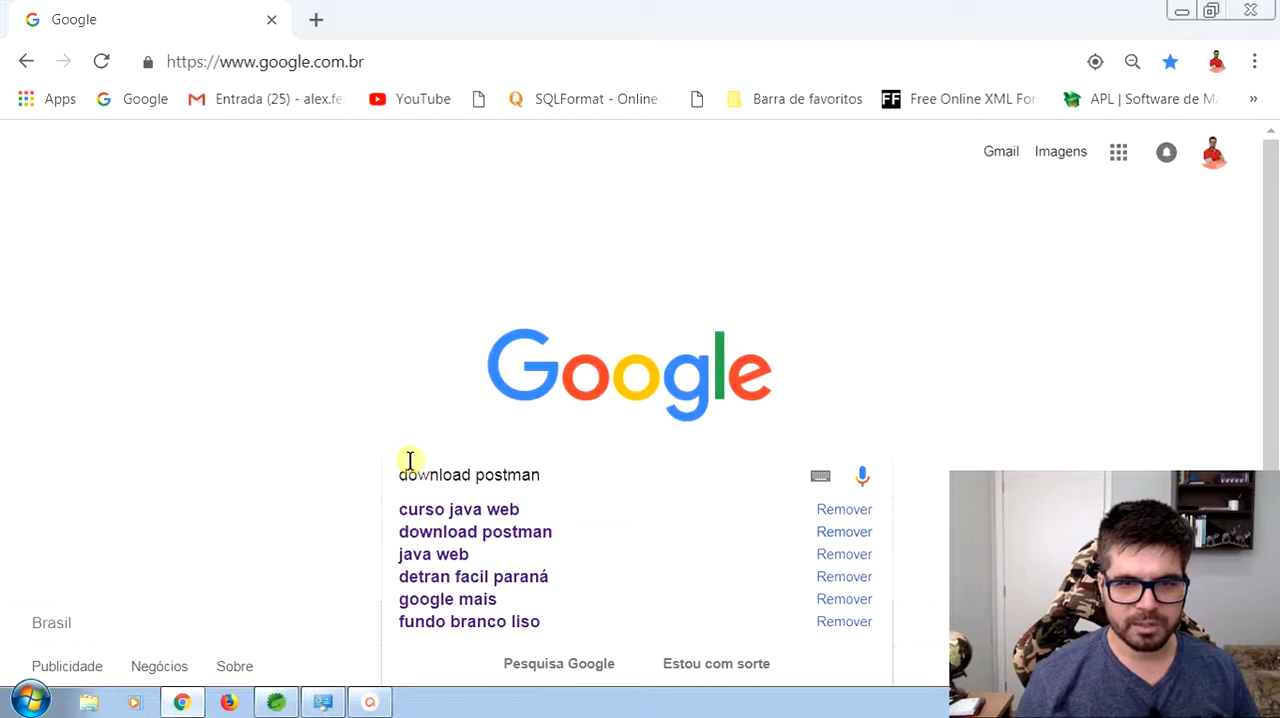 Google
https://www.google.com.br
Apps
Google
Entrada (25) - alex.fe
YouTube
SQLFormat - Online
Barra de favoritos
FF
Free Online XML For
APL | Software de Ma
»
Gmail
Imagens
Google
download postman
curso java web
Remover
download postman
Remover
java web
Remover
detran facil paraná
Remover
google mais
Remover
fundo branco liso
Remover
Brasil
Pesquisa Google
Estou com sorte
Publicidade
Negócios
Sobre